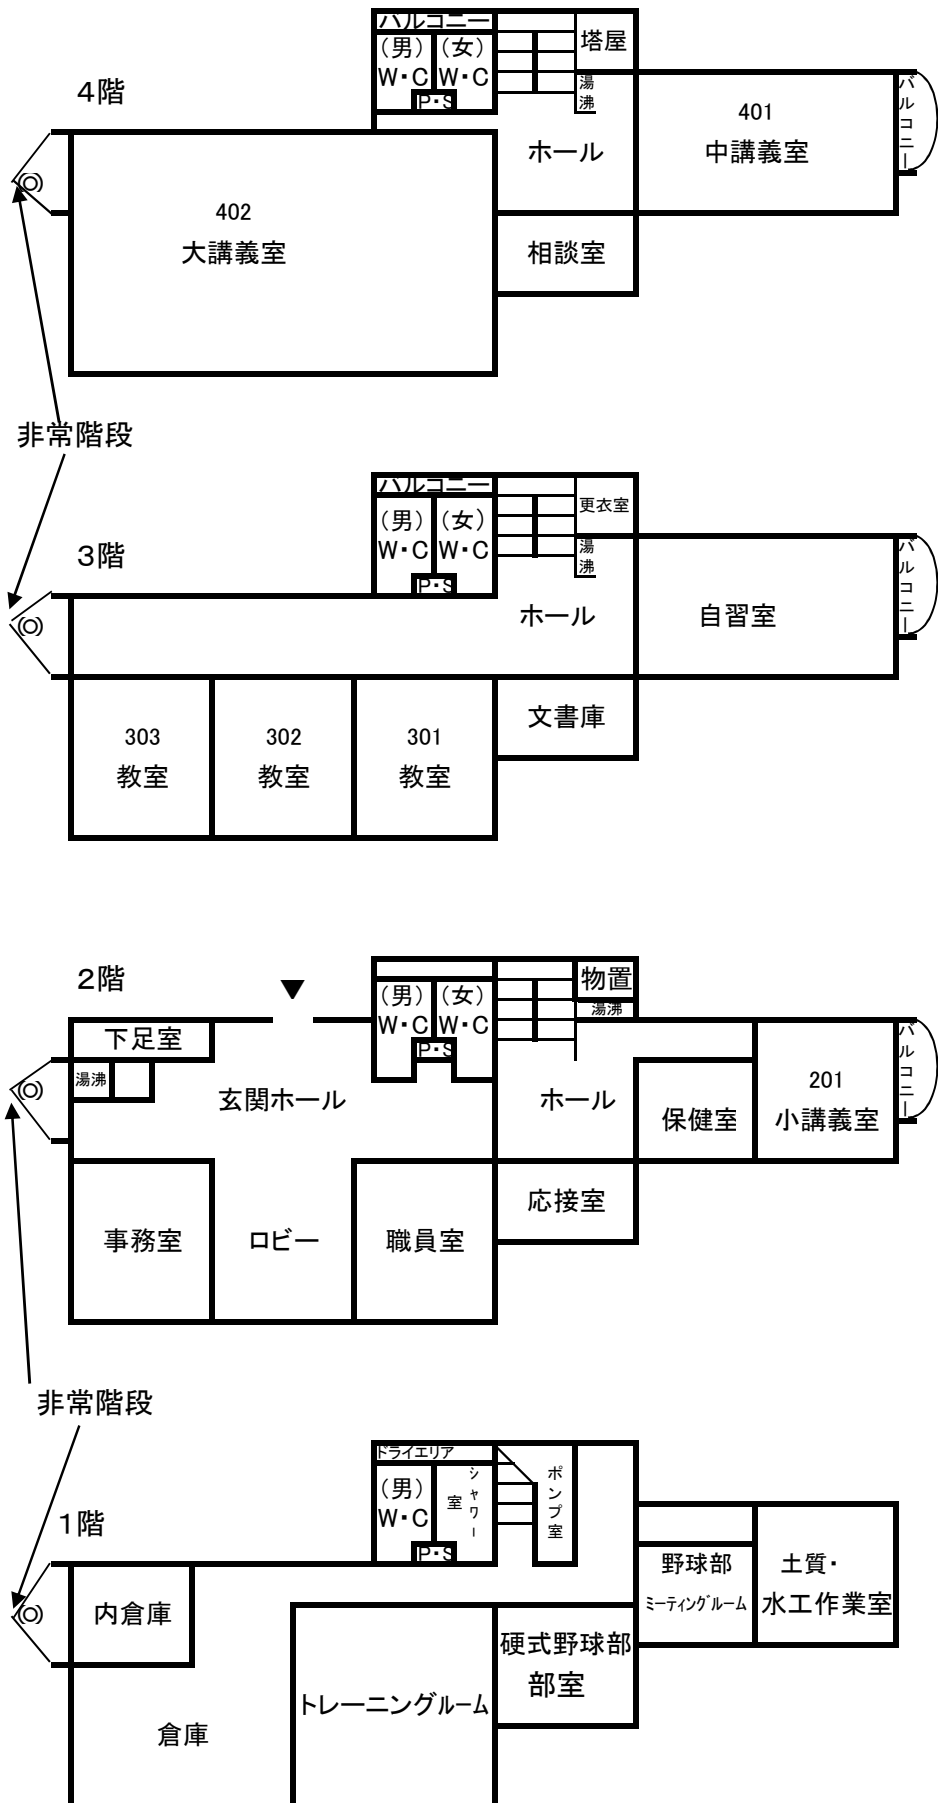 バルコニー
(男)
W・C
(女)
W・C
P・S
塔屋
湯沸
4階
401
中講義室
バルコニー
ホール
402
大講義室
相談室
非常階段
バルコニー
(男)
W・C
(女)
W・C
P・S
更衣室
湯沸
3階
ホール
自習室
バルコニー
文書庫
303
教室
302
教室
301
教室
2階
▼
(男)
W・C
(女)
W・C
P・S
物置
湯沸
下足室
湯沸
玄関ホール
ホール
保健室
201
小講義室
バルコニー
応接室
事務室
ロビー
職員室
非常階段
ドライエリア
(男)
W・C
シャワー
室
P・S
ポンプ室
1階
野球部
ミーティングルーム
土質・
水工作業室
内倉庫
硬式野球部
部室
トレーニングルーム
倉庫